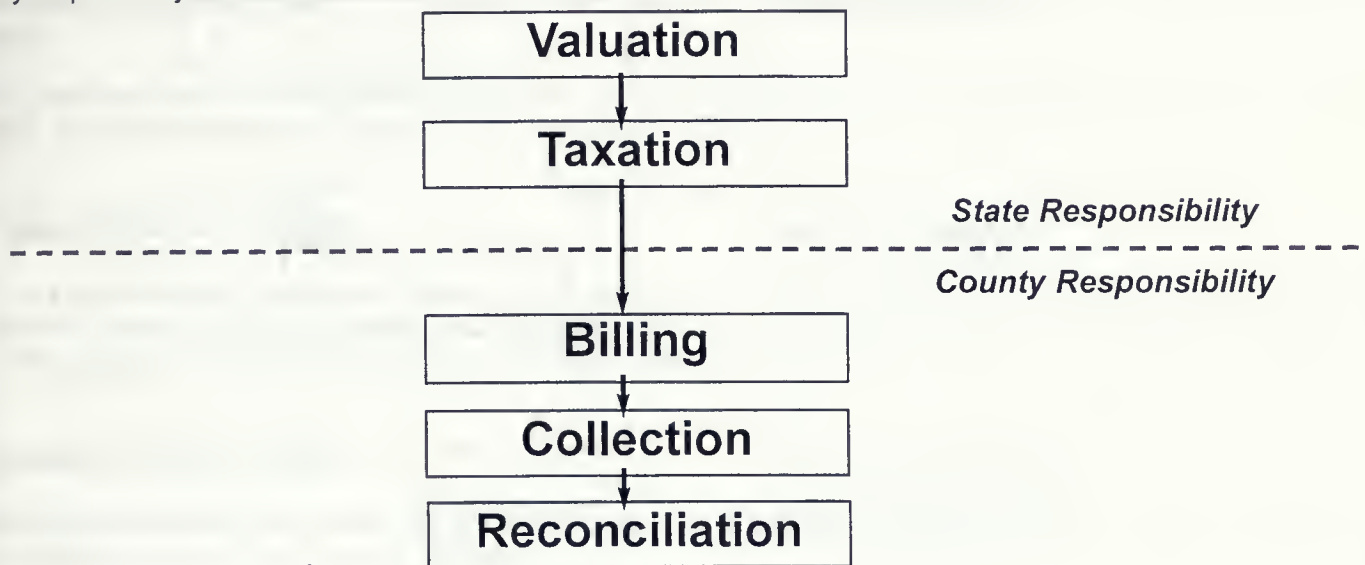 Valuation
Taxation
State Responsibility
County Responsibility
Billing
Collection
Reconciliation